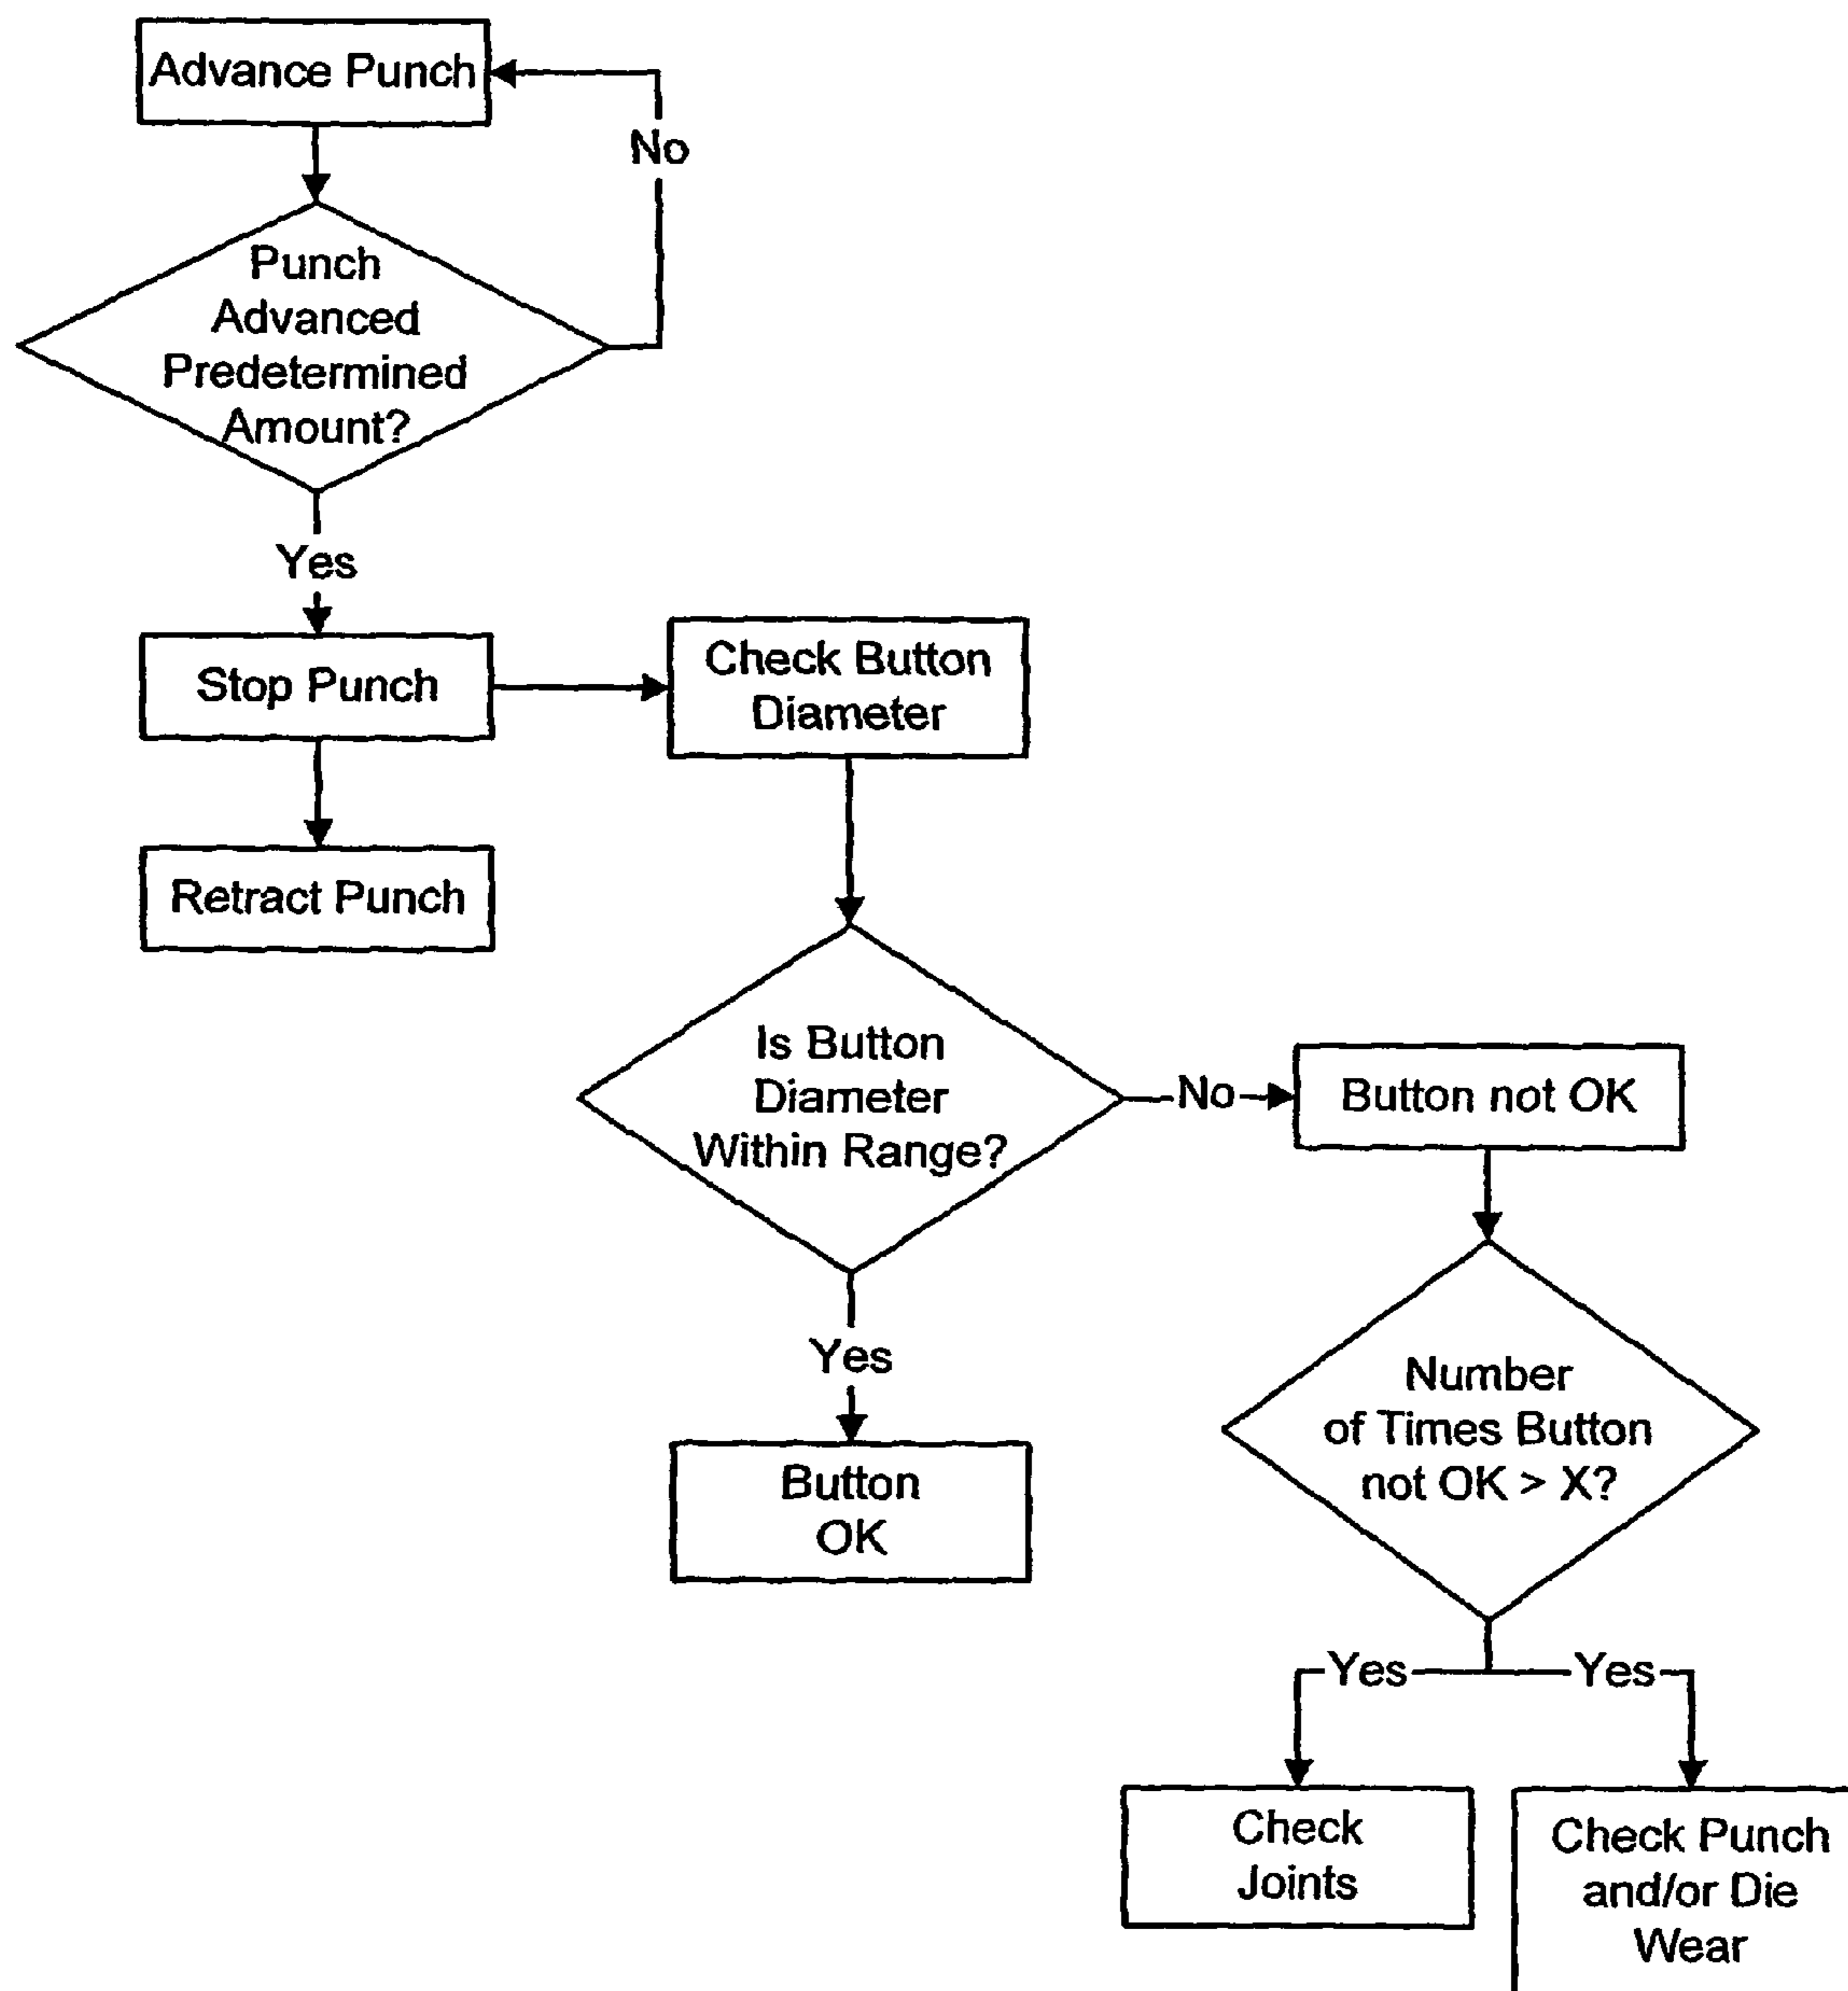 Advance Punch
No
Punch
Advanced
Predetermined
Amount?
Yes
Stop Punch
Check Button
Diameter
Retract Punch
Is Button
Diameter
Within Range?
No
Button not OK
Yes
Button
OK
Number
of Times Button
not OK > X?
Yes
Yes
Check
Joints
Check Punch
and/or Die
Wear